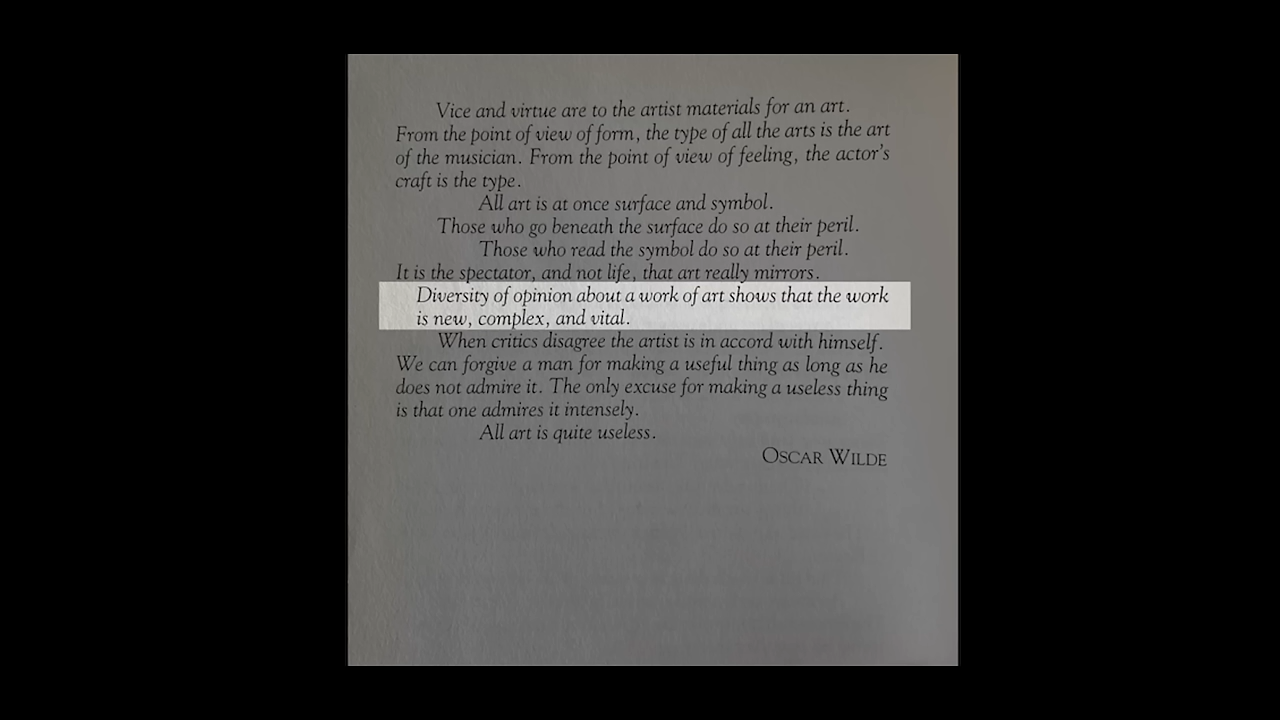 Vice and virtue are to the artist materials for an art.
From the point of view of form, the type of all the arts is the art
of the musician. From the point of view of feeling, the actor's
craft is the type.
All art is at once surface and symbol.
Those who go beneath the surface do so at their peril.
Those who read the symbol do so at their peril.
It is the spectator, and not life, that art really mirrors.
Diversity of opinion about a work of art shows that the work
is new, complex, and vital.
When critics disagree the artist is in accord with himself.
We can forgive a man for making a useful thing as long as he
does not admire it. The only excuse for making a useless thing
is that one admires it intensely.
All art is quite useless.
OSCAR WILDE